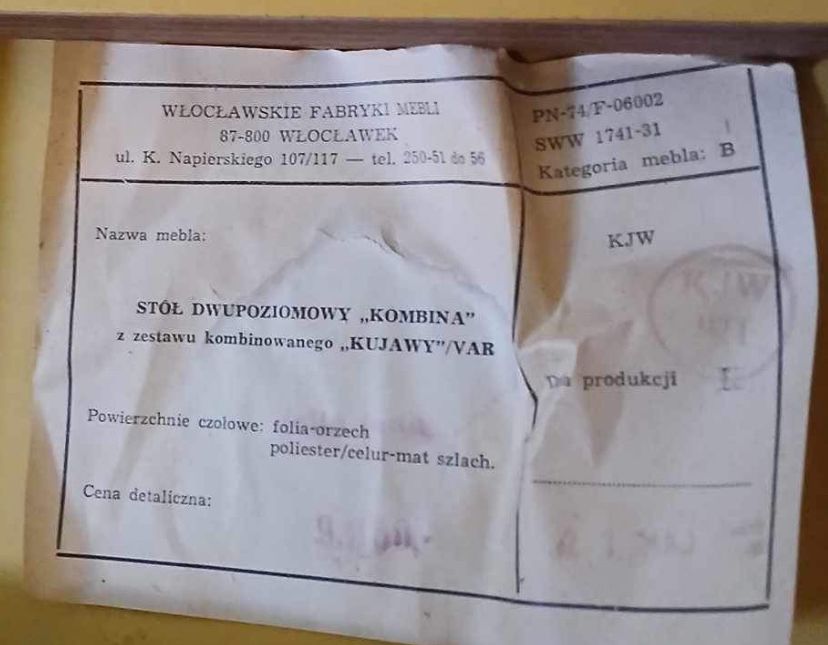 WŁOCŁAWSKIE FABRYKI MEBLI
87-800 WŁOCŁAWEK
ul. K. Napierskiego 107/117 — tel. 250-51 do 56
PN-74/F-06002
SWW 1741-31
Kategoria mebla: B
Nazwa mebla:
STÓŁ DWUPOZIOMOWY „KOMBINA”
z zestawu kombinowanego „KUJAWY”/VAR
Powierzchnie czołowe: folia-orzech
poliester/celur-mat szlach.
Cena detaliczna:
KJW
KJW
produkcji